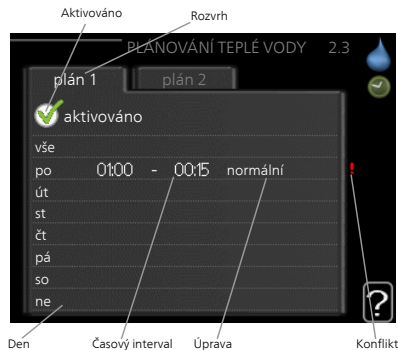 Aktivováno
Rozvrh
PLÁNOVÁNÍ TEPLÉ VODY 2.3
plán 1 plán 2
aktivováno
vše
po 01:00 - 00:15 normální !
út
st
čt
pá
so
ne
?
Den Časový interval Úprava Konflikt